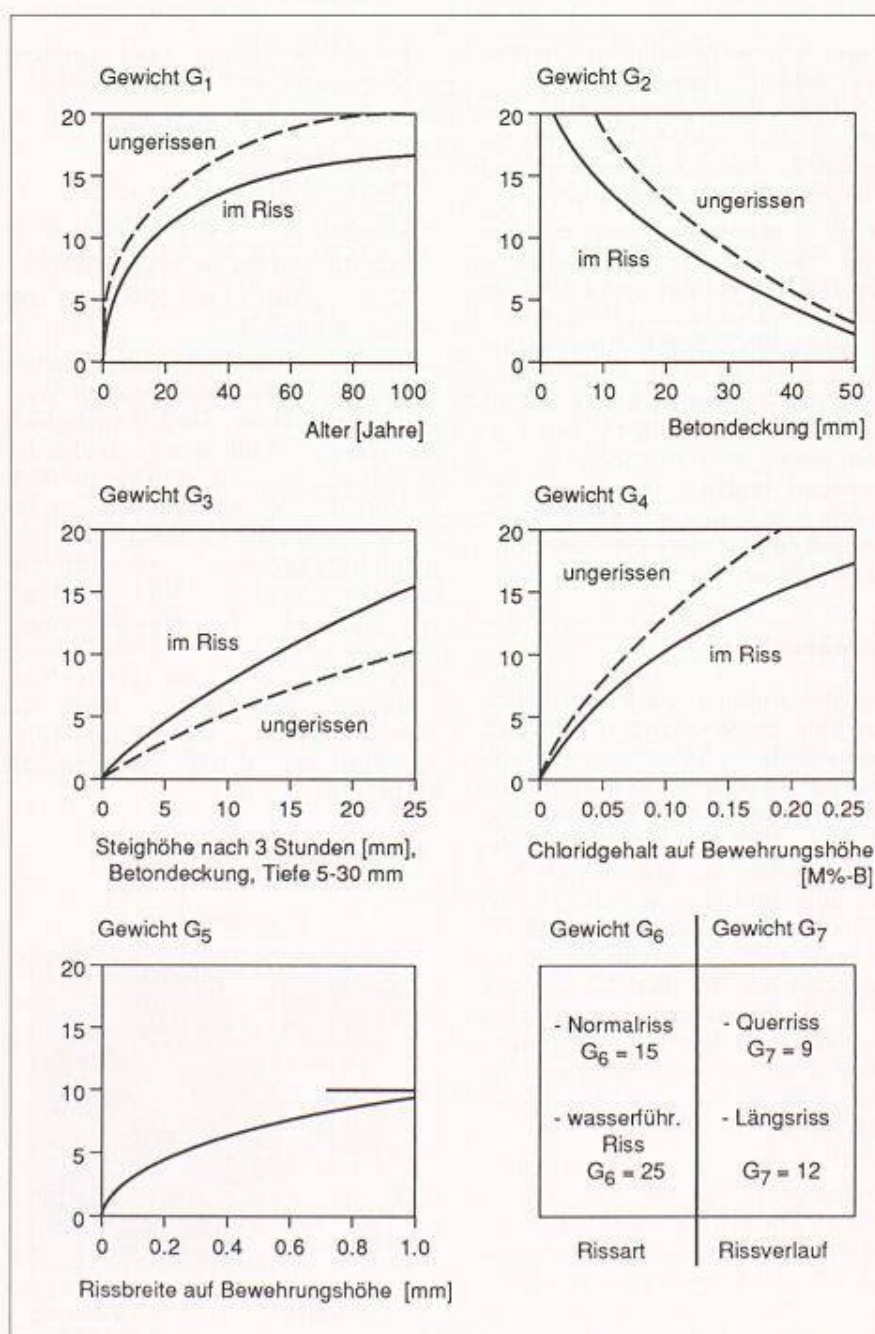 Gewicht G1
20
15
10
5
0
ungerissen
im Riss
0 20 40 60 80 100
Alter [Jahre]
Gewicht G2
20
15
10
5
0
ungerissen
im Riss
0 10 20 30 40 50
Betondeckung [mm]
Gewicht G3
20
15
10
5
0
im Riss
ungerissen
0 5 10 15 20 25
Steighöhe nach 3 Stunden [mm],
Betondeckung, Tiefe 5-30 mm
Gewicht G4
20
15
10
5
0
ungerissen
im Riss
0 0.05 0.10 0.15 0.20 0.25
Chloridgehalt auf Bewehrungshöhe
[M%-B]
Gewicht G5
20
15
10
5
0
0 0.2 0.4 0.6 0.8 1.0
Rissbreite auf Bewehrungshöhe [mm]
Gewicht G6
- Normalriss
G6 = 15
- wasserführ.
Riss
G6 = 25
Rissart
Gewicht G7
- Querriss
G7 = 9
- Längsriss
G7 = 12
Rissverlauf